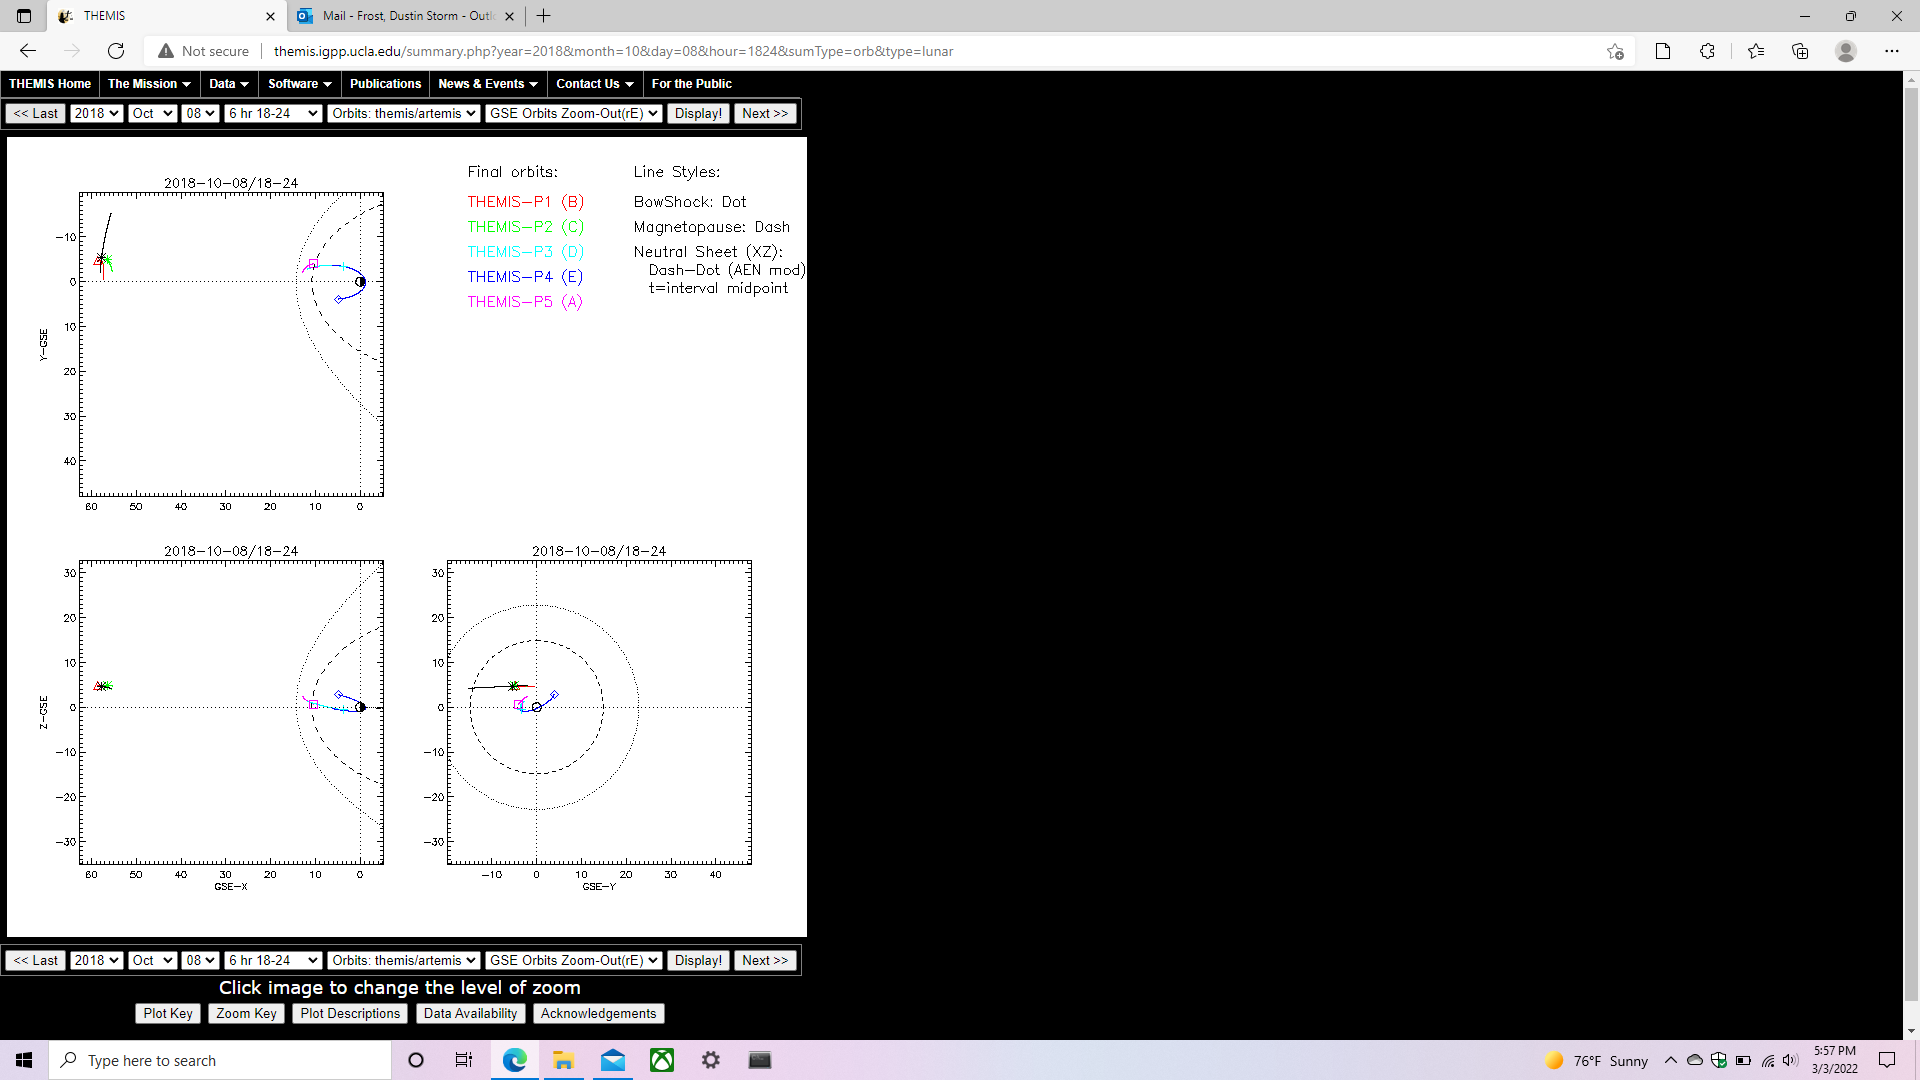 THEMIS
Mail - Frost, Dustin Storm - Outl
Not secure
themis.igpp.ucla.edu/summary.php?year=2018&month=10&day=08&hour=1824&sumType=orb&type=lunar
THEMIS Home The Mission Data Software Publications News & Events Contact Us For the Public
<< Last 2018 Oct 08 6 hr 18-24 Orbits: themis/artemis GSE Orbits Zoom-Out(rE) Display! Next >>
Final orbits:
THEMIS-P1 (B)
THEMIS-P2 (C)
THEMIS-P3 (D)
THEMIS-P4 (E)
THEMIS-P5 (A)
Line Styles:
BowShock: Dot
Magnetopause: Dash
Neutral Sheet (XZ):
Dash-Dot (AEN mod)
t=interval midpoint
2018-10-08/18-24
-10
0
10
20
30
40
Y-GSE
60 50 40 30 20 10 0
2018-10-08/18-24
30
20
10
0
-10
-20
-30
Z-GSE
60 50 40 30 20 10 0
GSE-X
2018-10-08/18-24
30
20
10
0
-10
-20
-30
-10 0 10 20 30 40
GSE-Y
<< Last 2018 Oct 08 6 hr 18-24 Orbits: themis/artemis GSE Orbits Zoom-Out(rE) Display! Next >>
Click image to change the level of zoom
Plot Key Zoom Key Plot Descriptions Data Availability Acknowledgements
Type here to search
76°F Sunny
5:57 PM
3/3/2022